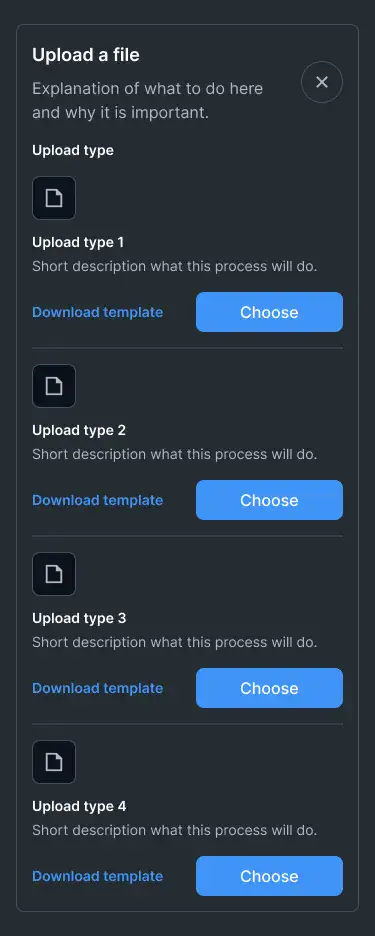 Upload a file
Explanation of what to do here
and why it is important.
Upload type
Upload type 1
Short description what this process will do.
Download template
Choose
Upload type 2
Short description what this process will do.
Download template
Choose
Upload type 3
Short description what this process will do.
Download template
Choose
Upload type 4
Short description what this process will do.
Download template
Choose